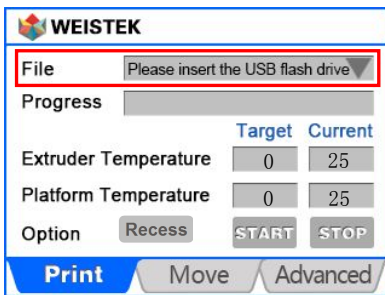 WEISTEK
File Please insert the USB flash drive
Progress
Target Current
Extruder Temperature 0 25
Platform Temperature 0 25
Option Recess START STOP
Print Move Advanced